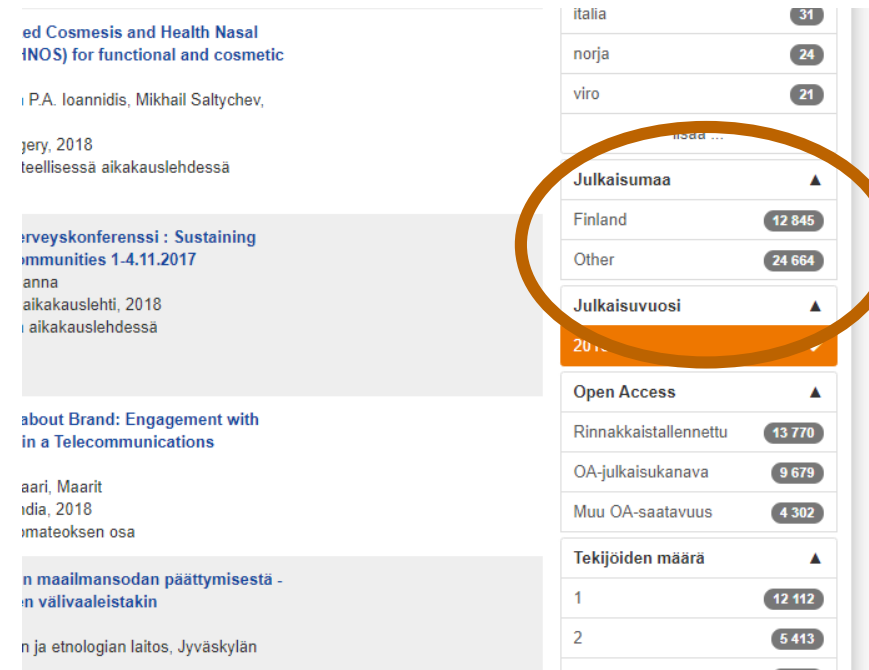 ed Cosmesis and Health Nasal
HNOS) for functional and cosmetic
P.A. Ioannidis, Mikhail Saltychev,
gery, 2018
teellisessä aikakauslehdessä
erveyskonferenssi : Sustaining
ommunities 1-4.11.2017
anna
aikakauslehti, 2018
aikakauslehdessä
about Brand: Engagement with
in a Telecommunications
aari, Maarit
ndia, 2018
omateoksen osa
n maailmansodan päättymisestä -
en välivaaleistakin
n ja etnologian laitos, Jyväskylän
italia 31
norja 24
viro 21
lisää ...
Julkaisumaa ▲
Finland 12 845
Other 24 664
Julkaisuvuosi ▲
Open Access ▲
Rinnakkaistallennettu 13 770
OA-julkaisukanava 9 679
Muu OA-saatavuus 4 302
Tekijöiden määrä ▲
1 12 112
2 5 413